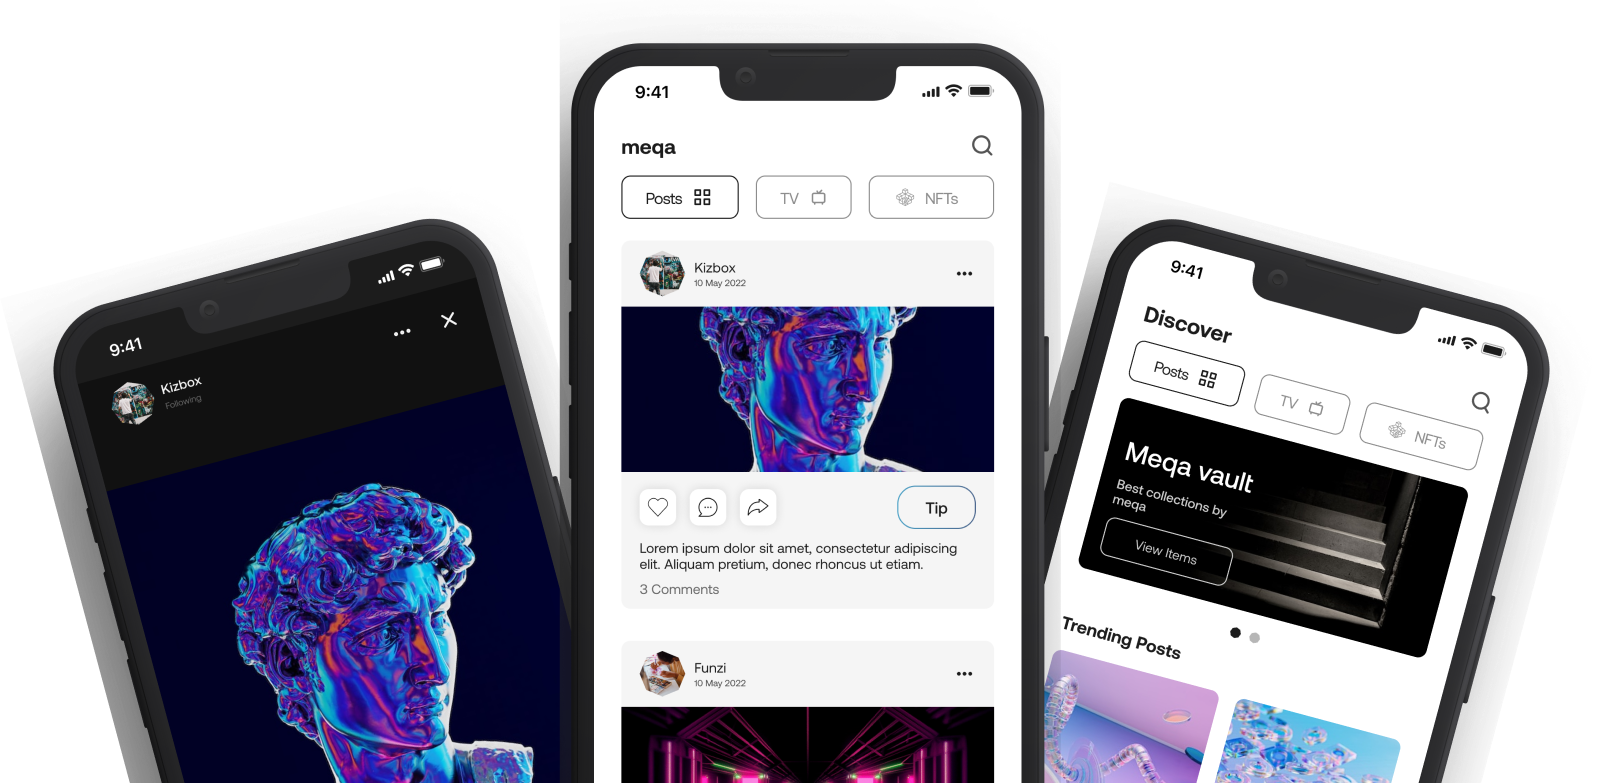 9:41
Kizbox
Following
9:41
meqa
Posts
TV
NFTs
Kizbox
10 May 2022
Tip
Lorem ipsum dolor sit amet, consectetur adipiscing
elit. Aliquam pretium, donec rhoncus ut etiam.
3 Comments
Funzi
10 May 2022
9:41
Discover
Posts
TV
NFTs
Meqa vault
Best collections by
meqa
View Items
Trending Posts